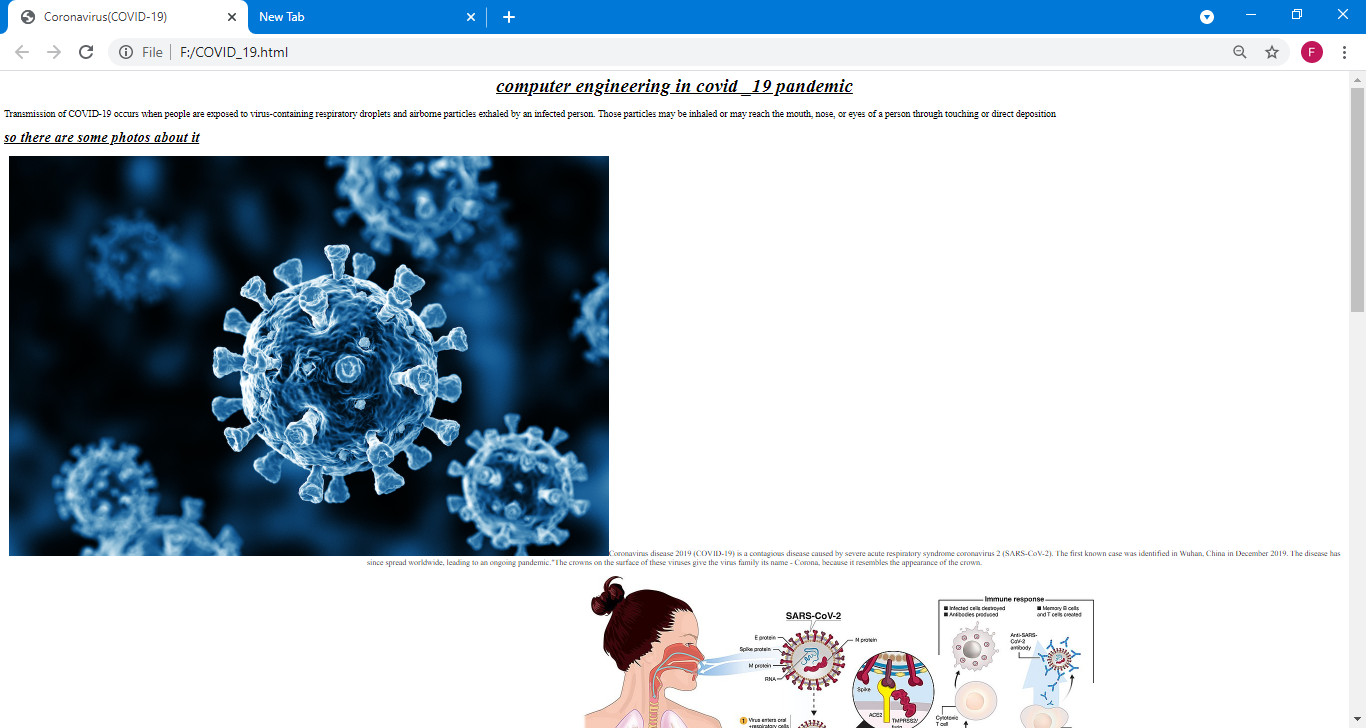 Coronavirus(COVID-19)
New Tab
File
F:/COVID_19.html
F
computer engineering in covid _19 pandemic
Transmission of COVID-19 occurs when people are exposed to virus-containing respiratory droplets and airborne particles exhaled by an infected person. Those particles may be inhaled or may reach the mouth, nose, or eyes of a person through touching or direct deposition
so there are some photos about it
Coronavirus disease 2019 (COVID-19) is a contagious disease caused by severe acute respiratory syndrome coronavirus 2 (SARS-CoV-2). The first known case was identified in Wuhan, China in December 2019. The disease has
since spread worldwide, leading to an ongoing pandemic."The crowns on the surface of these viruses give the virus family its name - Corona, because it resembles the appearance of the crown.
SARS-CoV-2
E protein
Spike protein
M protein
RNA
N protein
Immune response
Infected cells destroyed
Antibodies produced
Memory B cells
and T cells created
Anti-SARS-
CoV-2
antibody
Spike
ACE2
TMPRSS2/
Cytotoxic
T cell
1 Virus enters oral
+respiratory cells